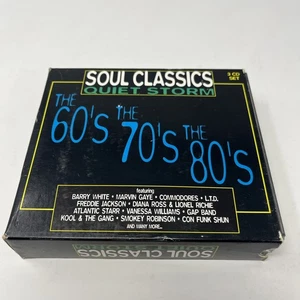 SOUL CLASSICS
QUIET STORM
3 CD
SET
THE
60's
THE
70's
THE
80's
featuring
BARRY WHITE • MARVIN GAYE • COMMODORES • L.T.D.
FREDDIE JACKSON • DIANA ROSS & LIONEL RICHIE
ATLANTIC STARR • VANESSA WILLIAMS • GAP BAND
KOOL & THE GANG • SMOKEY ROBINSON • CON FUNK SHUN
AND MANY MORE...
SOUL CLASSICS
QUIET STORM